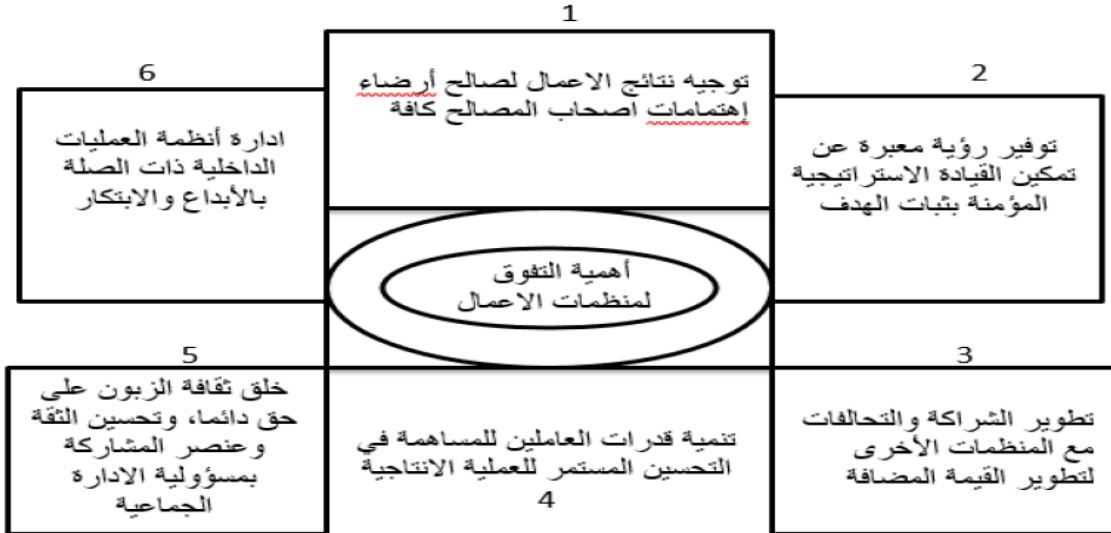 1
توجيه نتائج الاعمال لصالح أرضاء
إهتمامات اصحاب المصالح كافة
2
توفير رؤية معبرة عن
تمكين القيادة الاستراتيجية
المؤمنة بثبات الهدف
3
تطوير الشراكة والتحالفات
مع المنظمات الأخرى
لتطوير القيمة المضافة
تنمية قدرات العاملين للمساهمة في
التحسين المستمر للعملية الانتاجية
4
5
خلق ثقافة الزبون على
حق دائما، وتحسين الثقة
وعنصر المشاركة
بمسؤولية الادارة
الجماعية
6
ادارة أنظمة العمليات
الداخلية ذات الصلة
بالأبداع والابتكار
أهمية التفوق
لمنظمات الاعمال